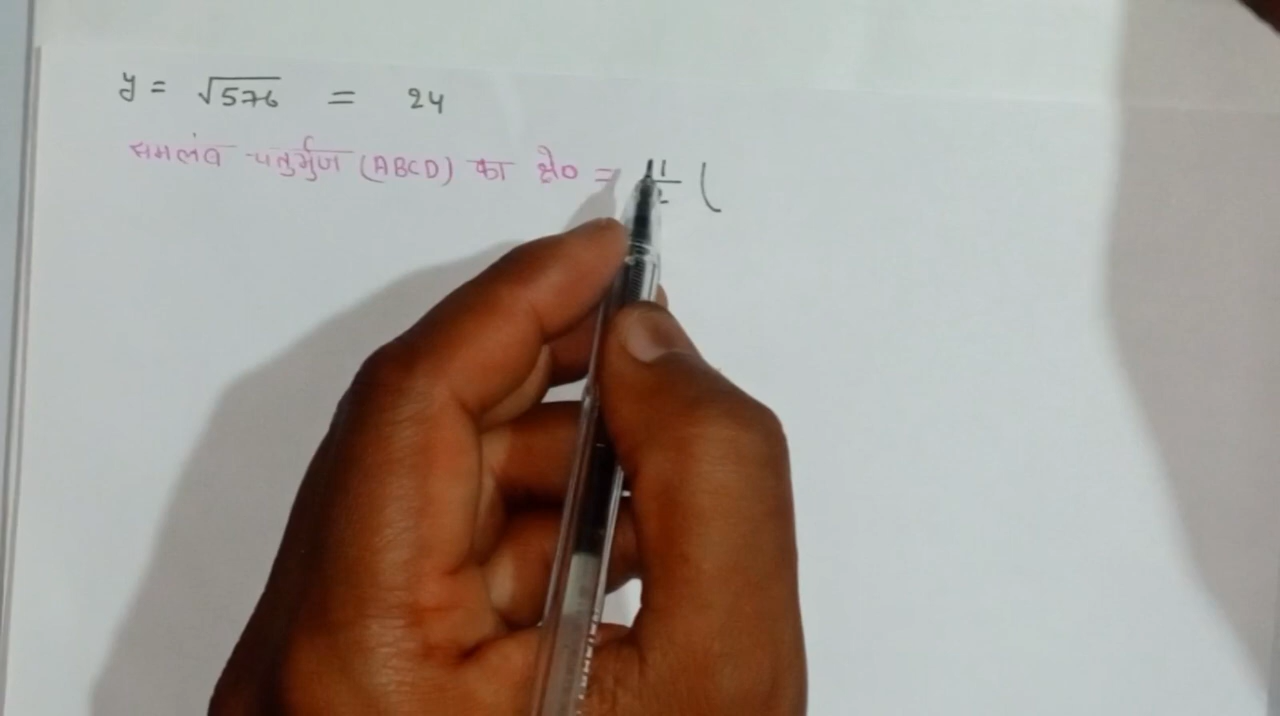 y = √576 = 24
समलंब चतुर्भुज (ABCD) का क्षे० = 1/2 (